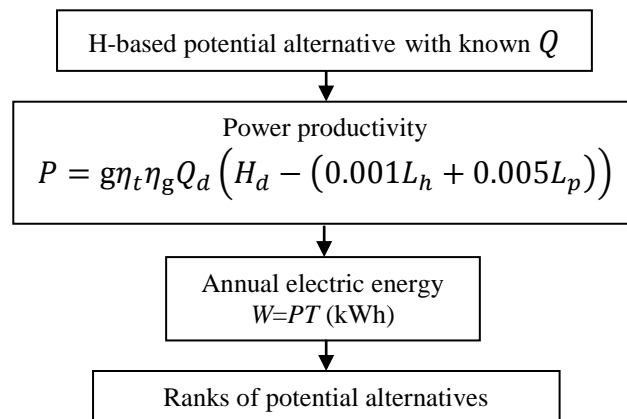 H-based potential alternative with known Q
Power productivity
P = gη_tη_gQ_d(H_d − (0.001L_h + 0.005L_p))
Annual electric energy
W=PT (kWh)
Ranks of potential alternatives